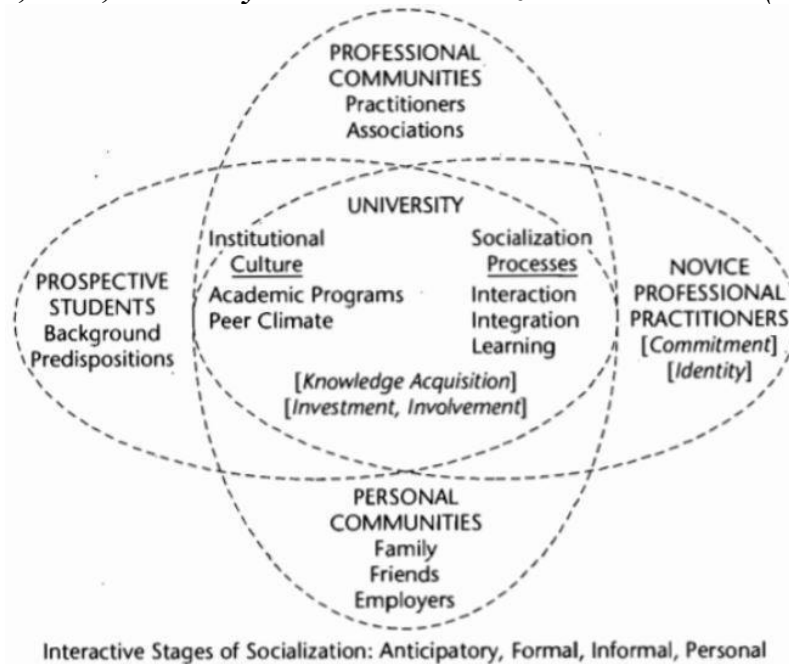 PROFESSIONAL
COMMUNITIES
Practitioners
Associations
UNIVERSITY
Institutional
Culture
Academic Programs
Peer Climate
Socialization
Processes
Interaction
Integration
Learning
PROSPECTIVE
STUDENTS
Background
Predispositions
NOVICE
PROFESSIONAL
PRACTITIONERS
[Commitment]
[Identity]
[Knowledge Acquisition]
[Investment, Involvement]
PERSONAL
COMMUNITIES
Family
Friends
Employers
Interactive Stages of Socialization: Anticipatory, Formal, Informal, Personal